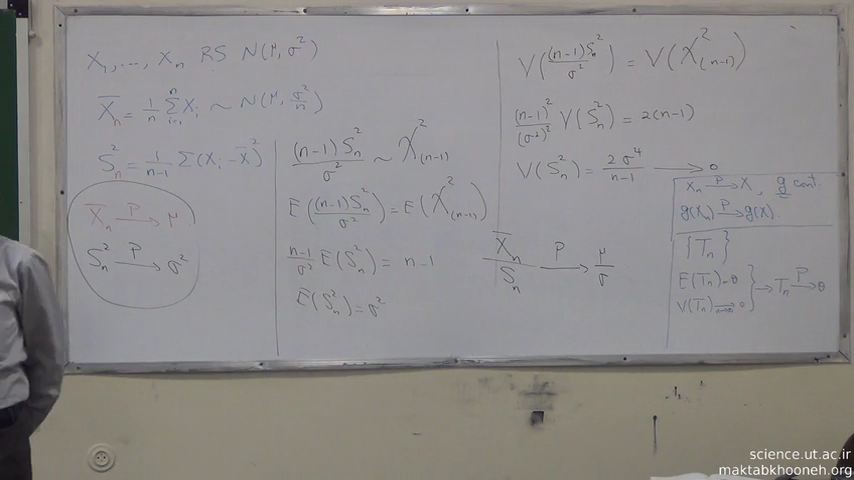 X₁, ..., Xₙ RS N(μ, σ²)
X̄ₙ = 1/n Σᵢ₌₁ⁿ Xᵢ ~ N(μ, σ²/n)
Sₙ² = 1/(n-1) Σ(Xᵢ - X̄)²
X̄ₙ →ᴾ μ
Sₙ² →ᴾ σ²
(n-1)Sₙ²/σ² ~ χ²₍ₙ₋₁₎
E((n-1)Sₙ²/σ²) = E(χ²₍ₙ₋₁₎)
(n-1)/σ² E(Sₙ²) = n-1
E(Sₙ²) = σ²
V((n-1)Sₙ²/σ²) = V(χ²₍ₙ₋₁₎)
(n-1)²/(σ²)² V(Sₙ²) = 2(n-1)
V(Sₙ²) = 2σ⁴/(n-1) → 0
X̄ₙ/Sₙ →ᴾ μ/σ
Xₙ →ᴾ X, g cont.
g(Xₙ) →ᴾ g(X).
{Tₙ}
E(Tₙ) = θ
V(Tₙ) → 0 } → Tₙ →ᴾ θ
science.ut.ac.ir
maktabkhooneh.org